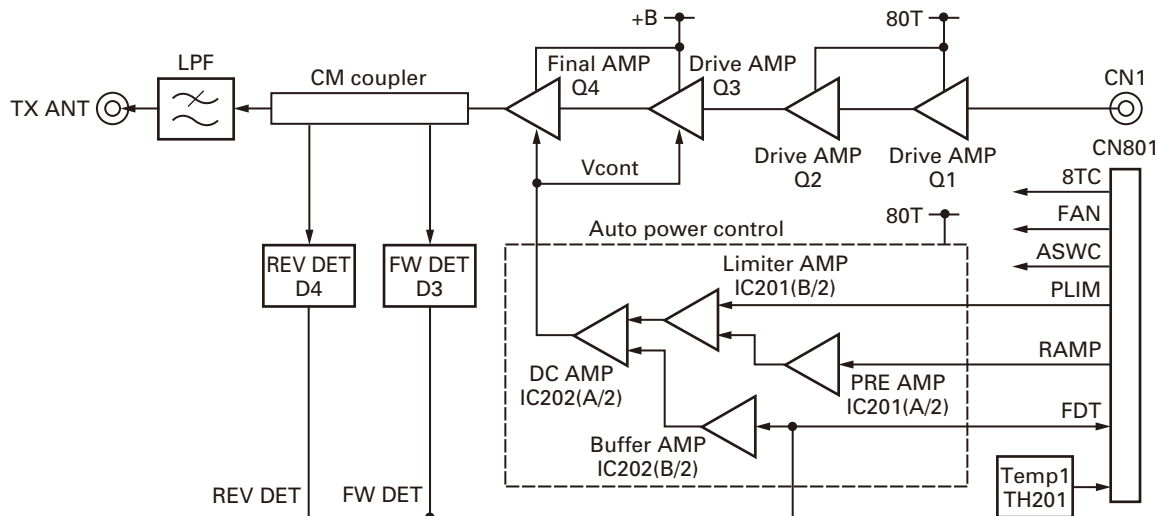 +B
80T
LPF
CM coupler
Final AMP
Q4
Drive AMP
Q3
CN1
TX ANT
CN801
Drive AMP
Q2
Drive AMP
Q1
Vcont
8TC
80T
FAN
Auto power control
ASWC
REV DET
D4
FW DET
D3
Limiter AMP
IC201(B/2)
PLIM
RAMP
DC AMP
IC202(A/2)
PRE AMP
IC201(A/2)
FDT
Buffer AMP
IC202(B/2)
Temp1
TH201
REV DET
FW DET